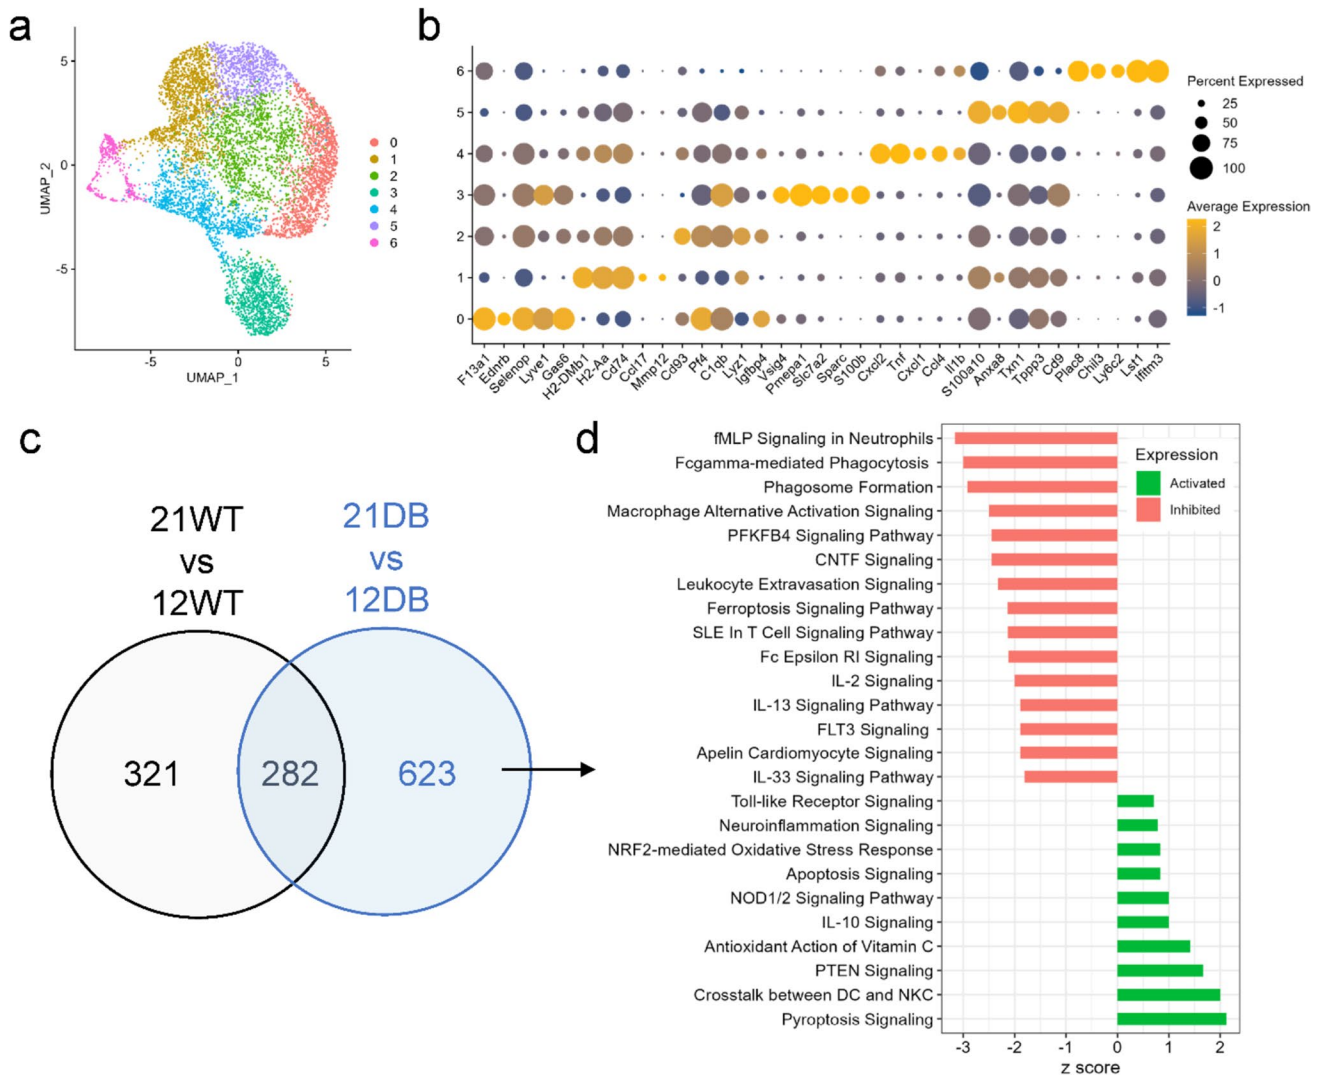 a
UMAP_2
5
0
-5
-5
0
5
UMAP_1
0
1
2
3
4
5
6
b
6
5
4
3
2
1
0
F13a1
Ednrb
Selenop
Lyve1
Gas6
H2-DMb1
H2-Aa
Cd74
Ccl17
Mmp12
Cd93
Pf4
C1qb
Lyz1
Igfbp4
Vsig4
Pmepa1
Slc7a2
Sparc
S100b
Cxcl2
Tnf
Cxcl1
Ccl4
Il1b
S100a10
Anxa8
Txn1
Tppp3
Cd9
Plac8
Chil3
Ly6c2
Lst1
Ifitm3
Percent Expressed
25
50
75
100
Average Expression
2
1
0
-1
c
21WT
vs
12WT
21DB
vs
12DB
321
282
623
d
fMLP Signaling in Neutrophils
Fcgamma-mediated Phagocytosis
Phagosome Formation
Macrophage Alternative Activation Signaling
PFKFB4 Signaling Pathway
CNTF Signaling
Leukocyte Extravasation Signaling
Ferroptosis Signaling Pathway
SLE In T Cell Signaling Pathway
Fc Epsilon RI Signaling
IL-2 Signaling
IL-13 Signaling Pathway
FLT3 Signaling
Apelin Cardiomyocyte Signaling
IL-33 Signaling Pathway
Toll-like Receptor Signaling
Neuroinflammation Signaling
NRF2-mediated Oxidative Stress Response
Apoptosis Signaling
NOD1/2 Signaling Pathway
IL-10 Signaling
Antioxidant Action of Vitamin C
PTEN Signaling
Crosstalk between DC and NKC
Pyroptosis Signaling
-3
-2
-1
0
1
2
z score
Expression
Activated
Inhibited